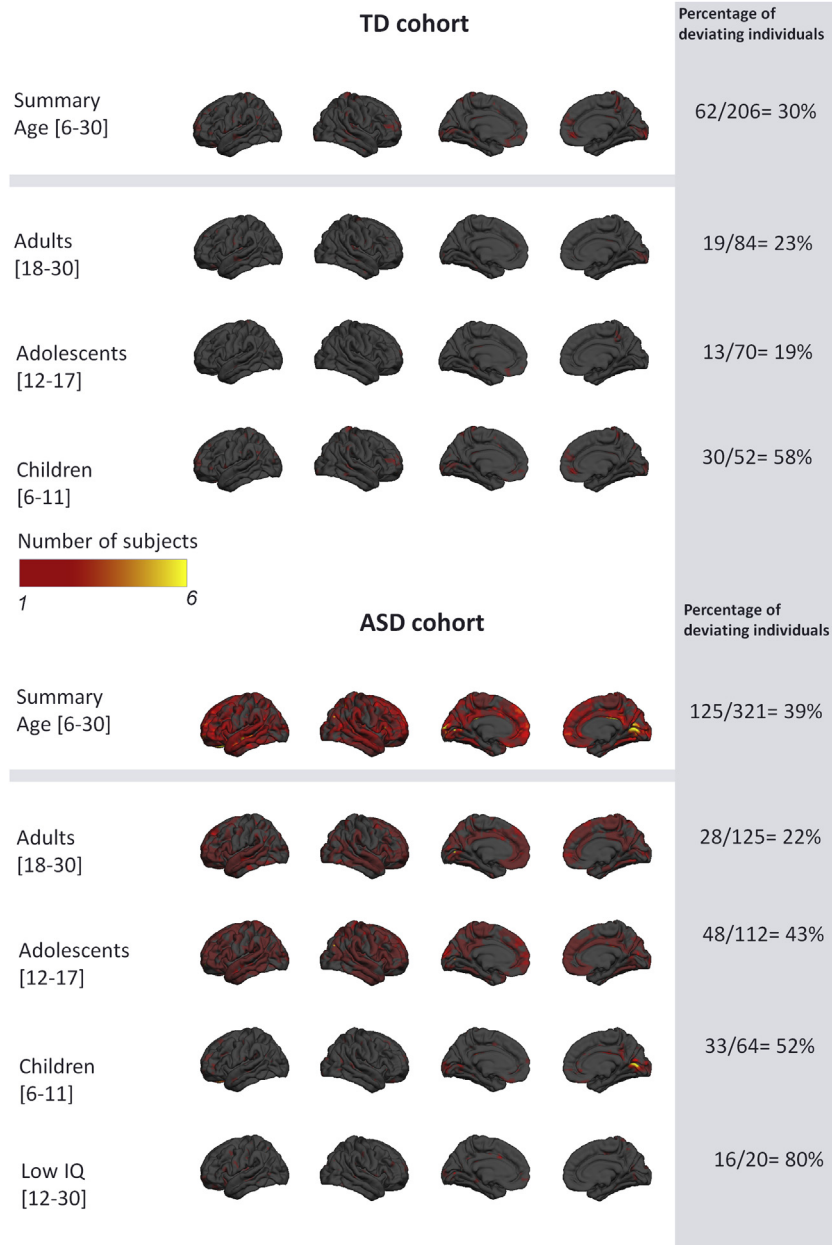 TD cohort
Percentage of
deviating individuals
Summary
Age [6-30]
62/206= 30%
Adults
[18-30]
19/84= 23%
Adolescents
[12-17]
13/70= 19%
Children
[6-11]
30/52= 58%
Number of subjects
1
6
ASD cohort
Percentage of
deviating individuals
Summary
Age [6-30]
125/321= 39%
Adults
[18-30]
28/125= 22%
Adolescents
[12-17]
48/112= 43%
Children
[6-11]
33/64= 52%
Low IQ
[12-30]
16/20= 80%